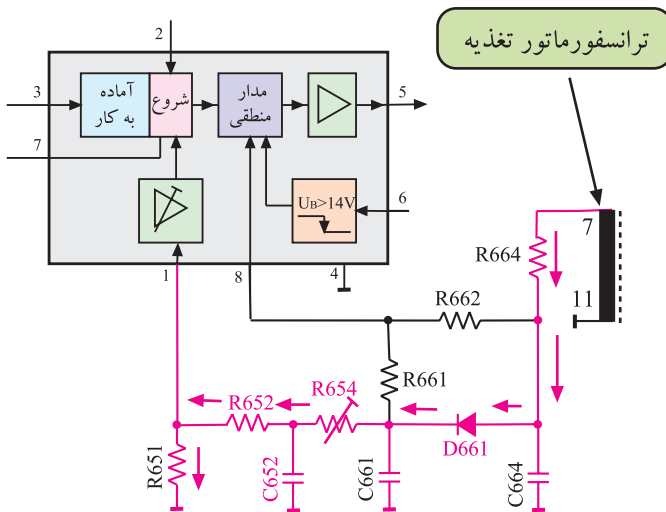 ترانسفورماتور تغذیه
2
3
آماده
به کار
شروع
مدار
منطقی
5
7
UB>14V
6
1
8
4
7
R664
11
R662
R661
R654
R652
D661
R651
C652
C661
C664